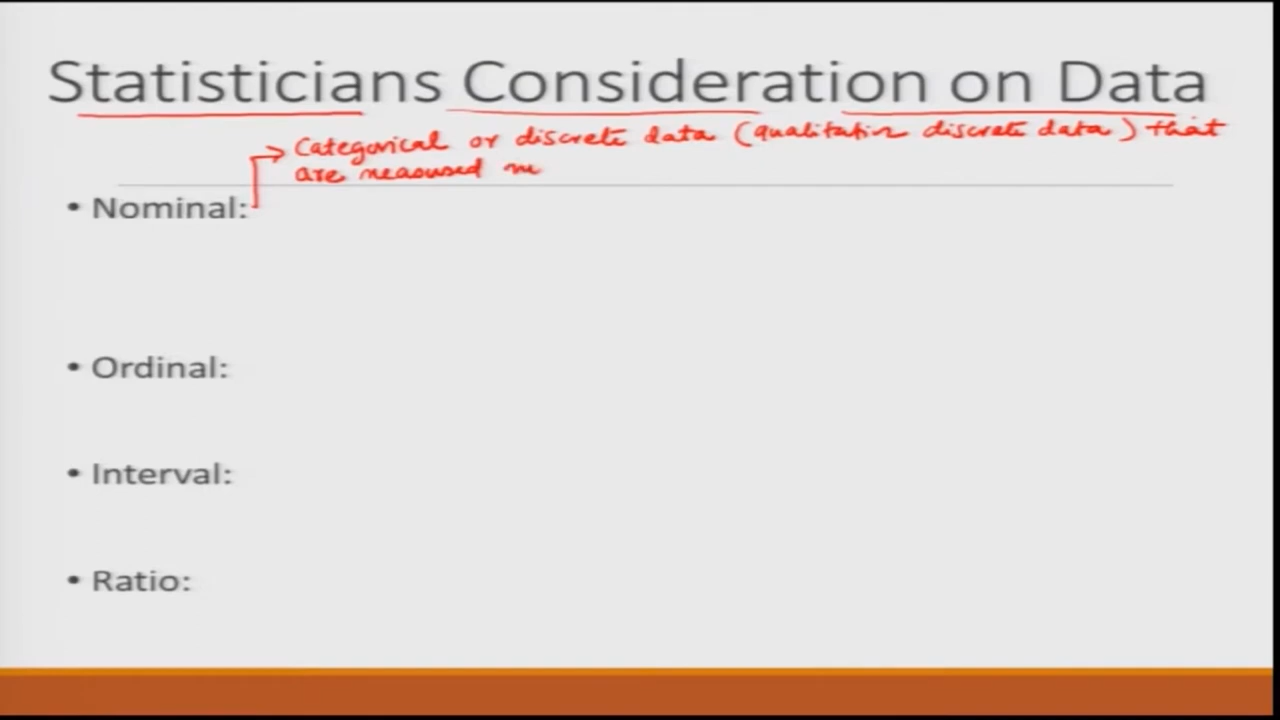 Statisticians Consideration on Data
Categorical or discrete data (qualitative discrete data) that
are measured
• Nominal:
• Ordinal:
• Interval:
• Ratio: